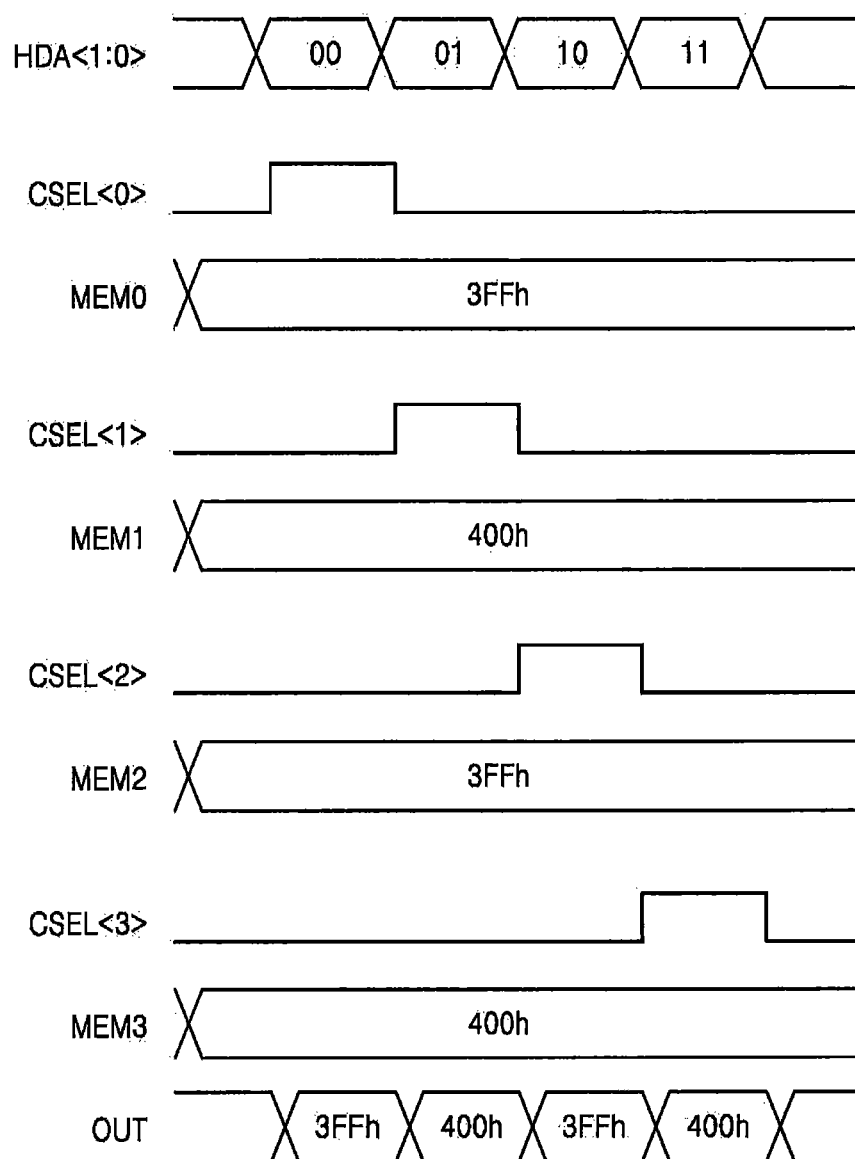 HDA<1:0> 00 01 10 11
CSEL<0>
MEM0 3FFh
CSEL<1>
MEM1 400h
CSEL<2>
MEM2 3FFh
CSEL<3>
MEM3 400h
OUT 3FFh 400h 3FFh 400h